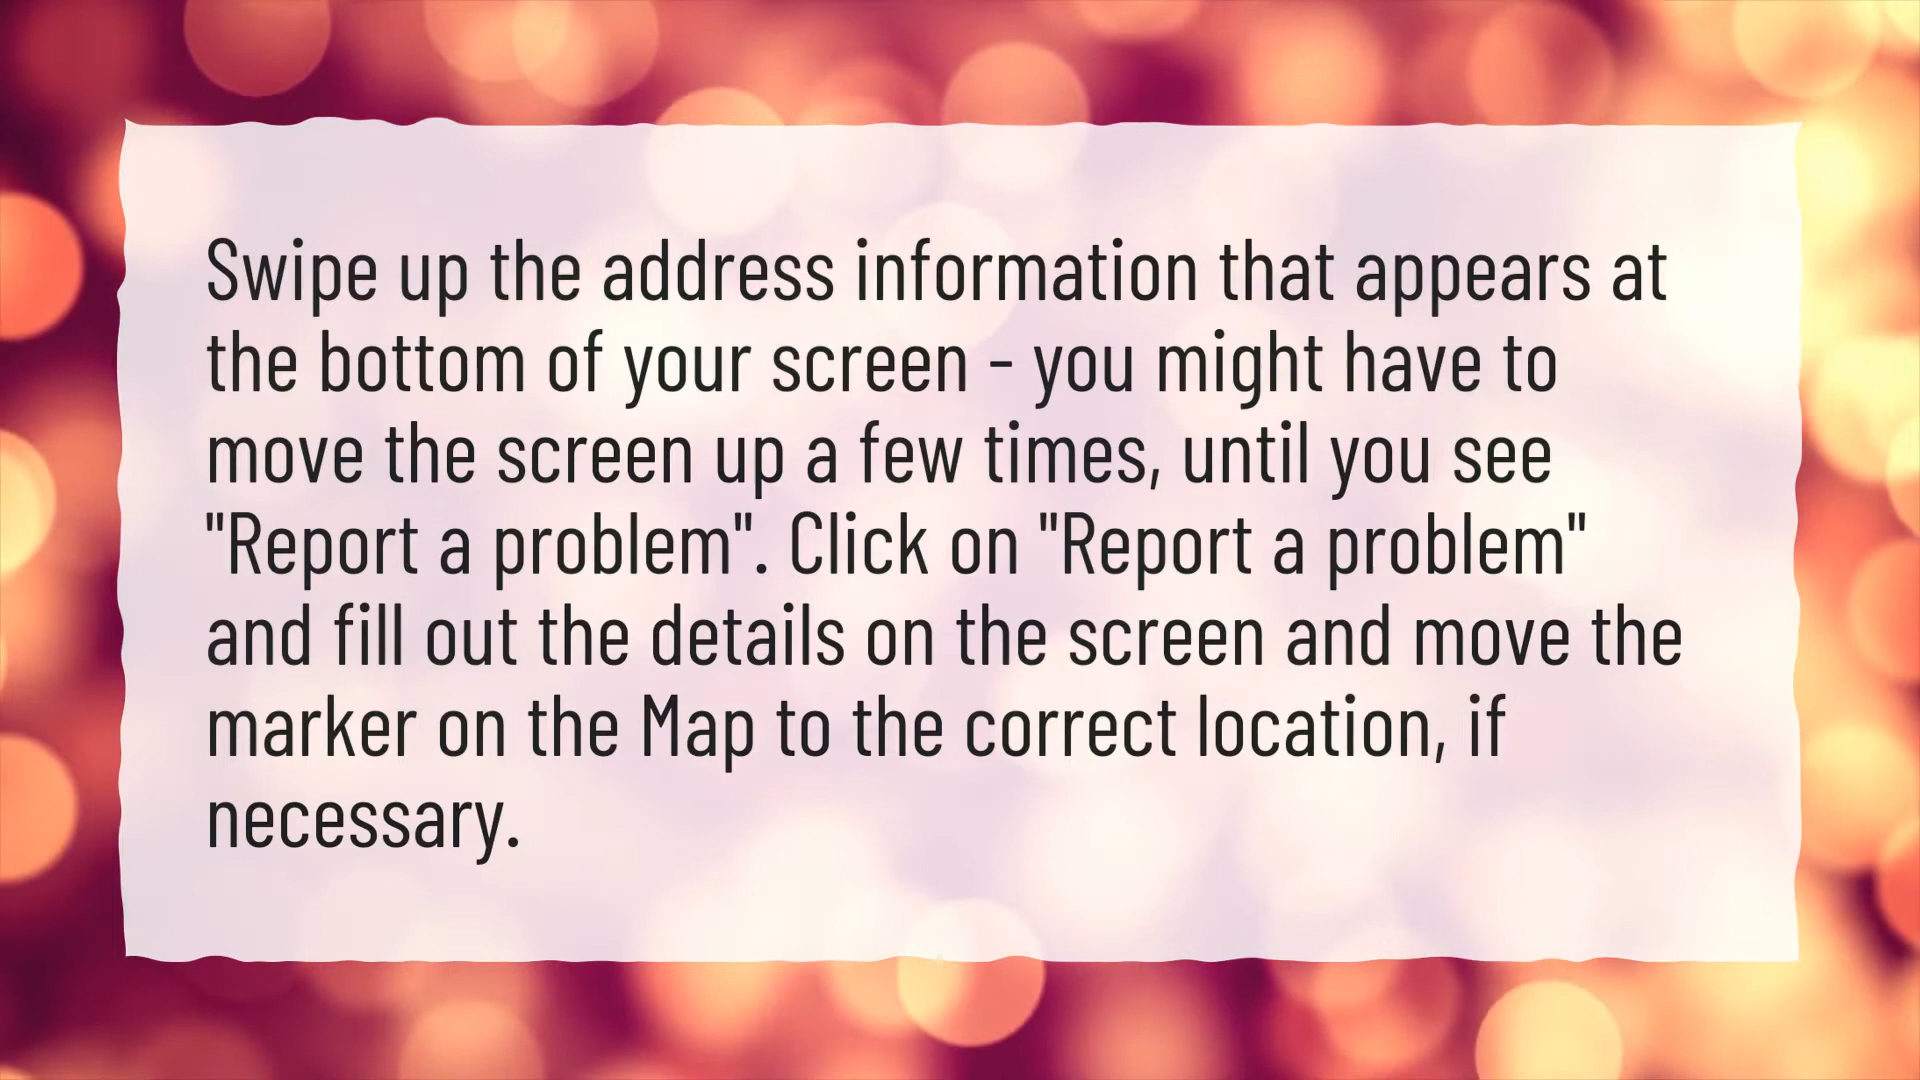 Swipe up the address information that appears at
the bottom of your screen - you might have to
move the screen up a few times, until you see
"Report a problem". Click on "Report a problem"
and fill out the details on the screen and move the
marker on the Map to the correct location, if
necessary.